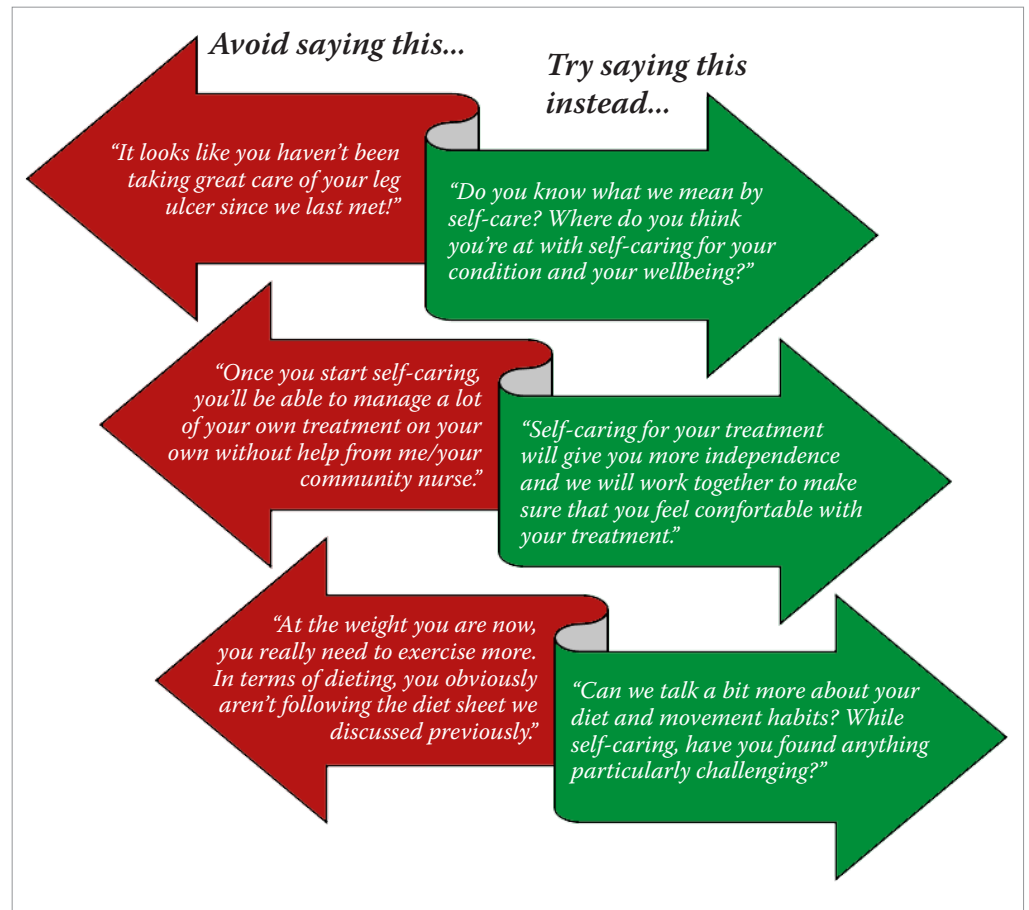 Avoid saying this...
Try saying this
instead...
“It looks like you haven’t been
taking great care of your leg
ulcer since we last met!”
“Do you know what we mean by
self-care? Where do you think
you’re at with self-caring for your
condition and your wellbeing?”
“Once you start self-caring,
you’ll be able to manage a lot
of your own treatment on your
own without help from me/your
community nurse.”
“Self-caring for your treatment
will give you more independence
and we will work together to make
sure that you feel comfortable with
your treatment.”
“At the weight you are now,
you really need to exercise more.
In terms of dieting, you obviously
aren’t following the diet sheet we
discussed previously.”
“Can we talk a bit more about your
diet and movement habits? While
self-caring, have you found anything
particularly challenging?”